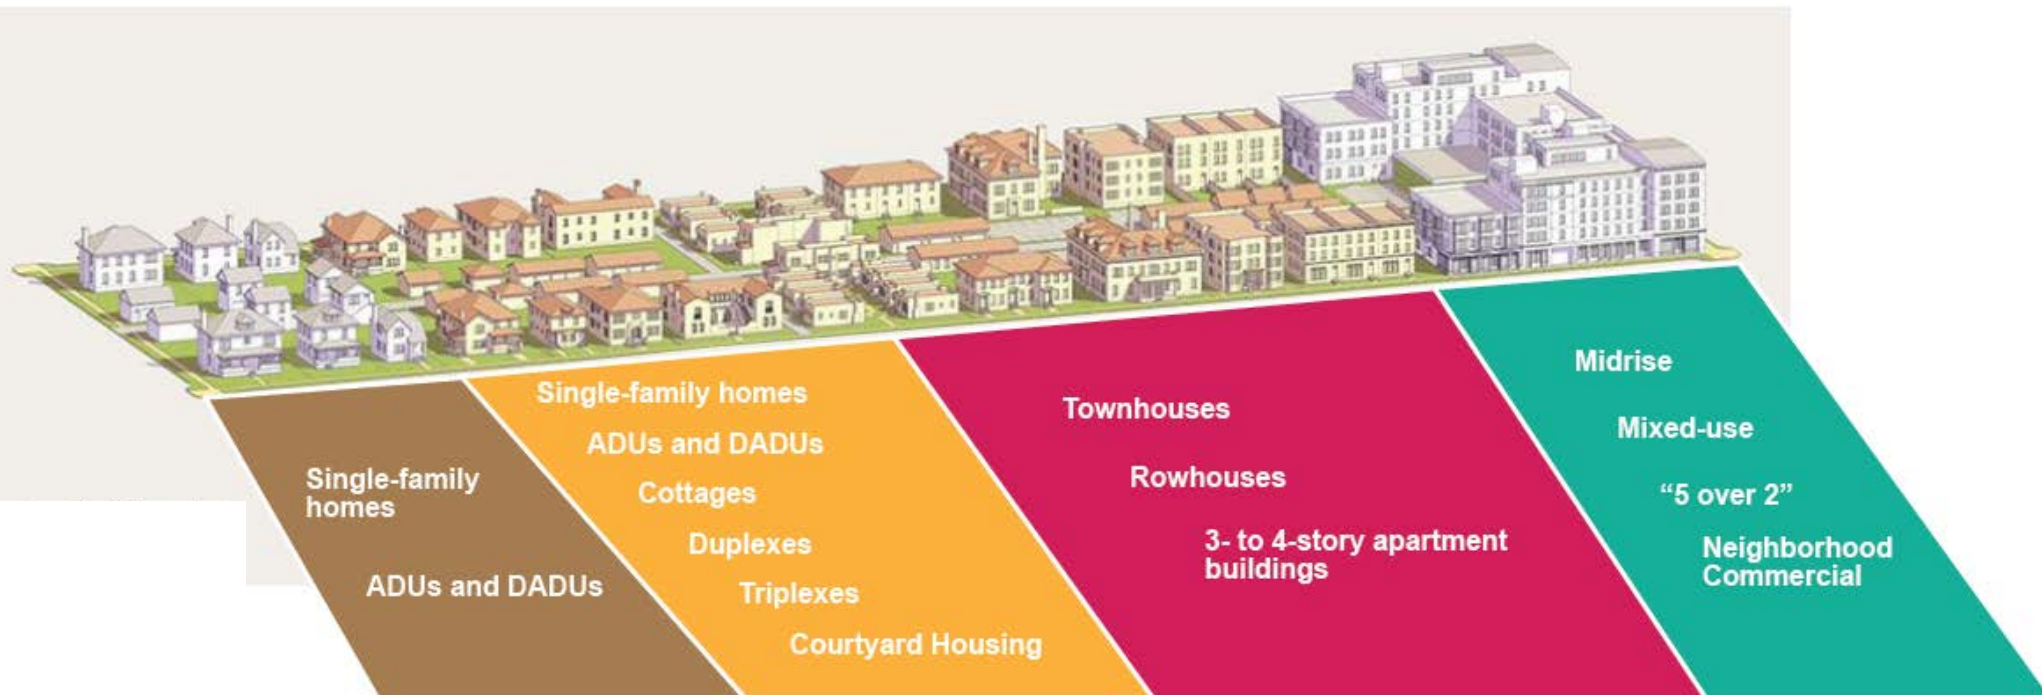 Single-family
homes
ADUs and DADUs
Single-family homes
ADUs and DADUs
Cottages
Duplexes
Triplexes
Courtyard Housing
Townhouses
Rowhouses
3- to 4-story apartment
buildings
Midrise
Mixed-use
“5 over 2”
Neighborhood
Commercial